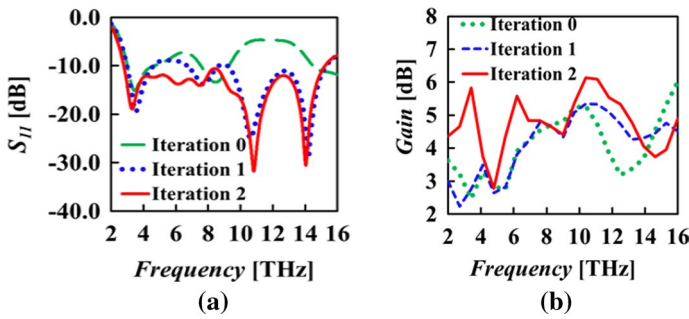 0.0
-10.0
-20.0
-30.0
-40.0
S11 [dB]
Iteration 0
Iteration 1
Iteration 2
2 4 6 8 10 12 14 16
Frequency [THz]
(a)
8
7
6
5
4
3
2
Gain [dB]
Iteration 0
Iteration 1
Iteration 2
2 4 6 8 10 12 14 16
Frequency [THz]
(b)